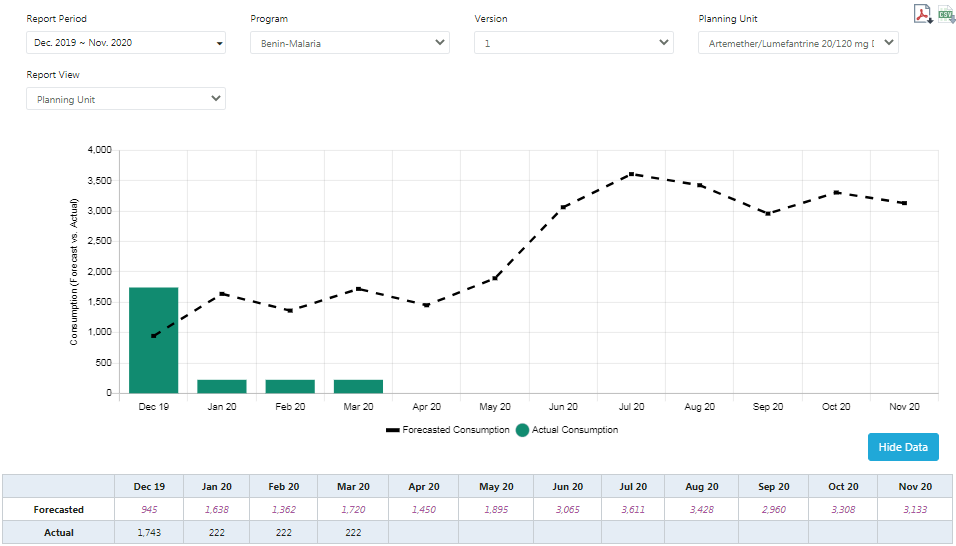 Report Period
Program
Version
Planning Unit
CSV
Dec. 2019 ~ Nov. 2020
Benin-Malaria
1
Artemether/Lumefantrine 20/120 mg D
Report View
Planning Unit
Consumption (Forecast vs. Actual)
4,000
3,500
3,000
2,500
2,000
1,500
1,000
500
0
Dec 19 Jan 20 Feb 20 Mar 20 Apr 20 May 20 Jun 20 Jul 20 Aug 20 Sep 20 Oct 20 Nov 20
Forecasted Consumption Actual Consumption
Hide Data
Dec 19 Jan 20 Feb 20 Mar 20 Apr 20 May 20 Jun 20 Jul 20 Aug 20 Sep 20 Oct 20 Nov 20
Forecasted 945 1,638 1,362 1,720 1,450 1,895 3,065 3,611 3,428 2,960 3,308 3,133
Actual 1,743 222 222 222